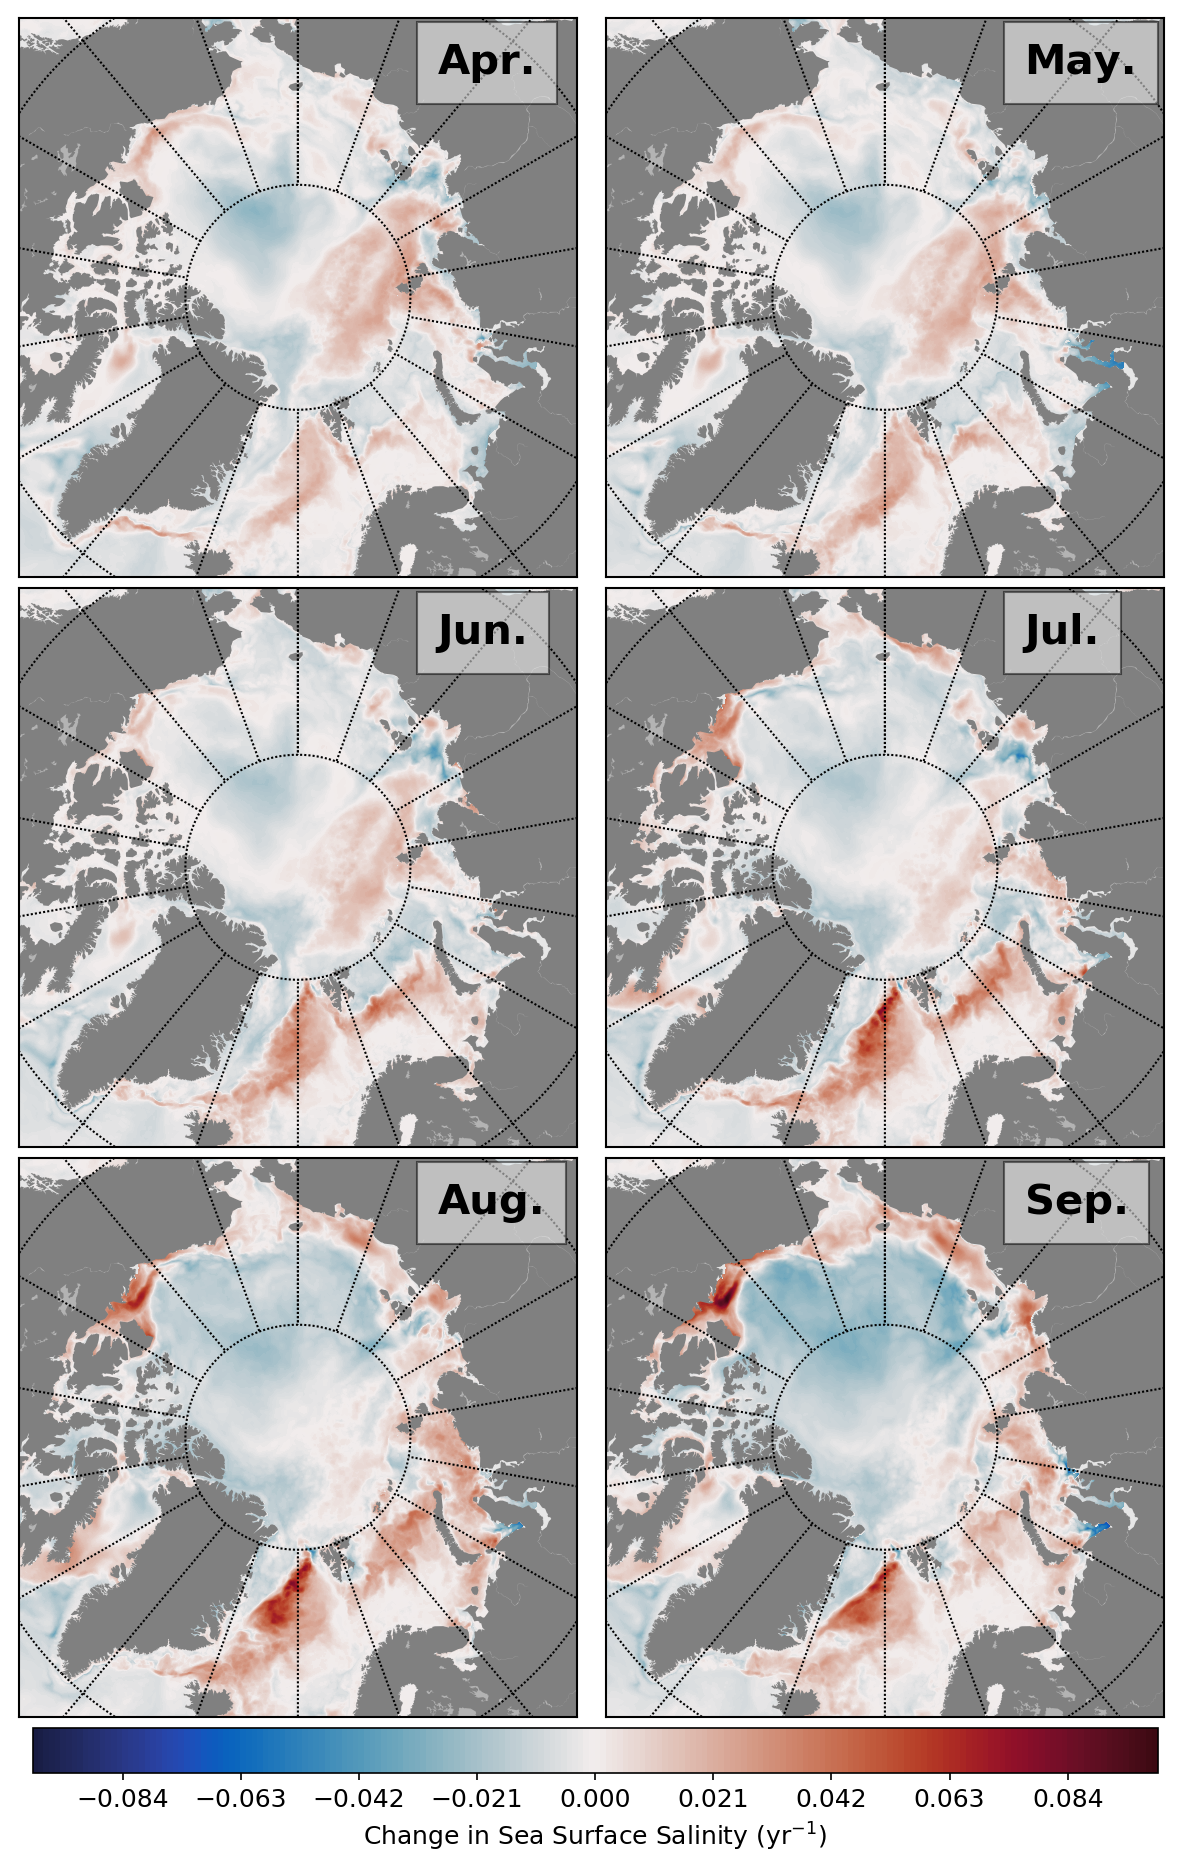 Apr.
May.
Jun.
Jul.
Aug.
Sep.
−0.084 −0.063 −0.042 −0.021 0.000 0.021 0.042 0.063 0.084
Change in Sea Surface Salinity (yr⁻¹)